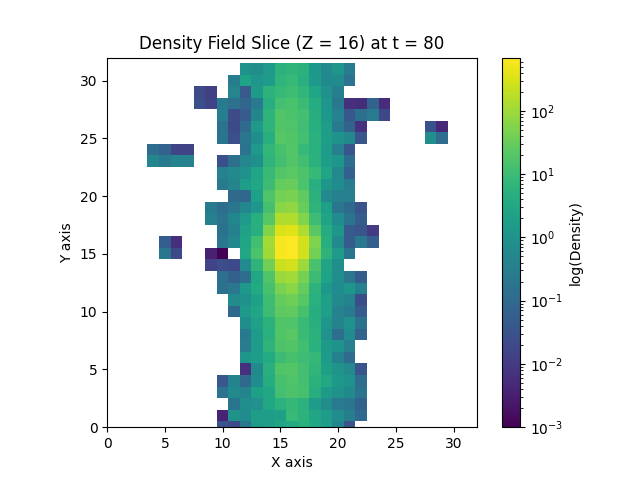 Density Field Slice (Z = 16) at t = 80
30
25
20
15
10
5
0
Y axis
0 5 10 15 20 25 30
X axis
10²
10¹
10⁰
10⁻¹
10⁻²
10⁻³
log(Density)